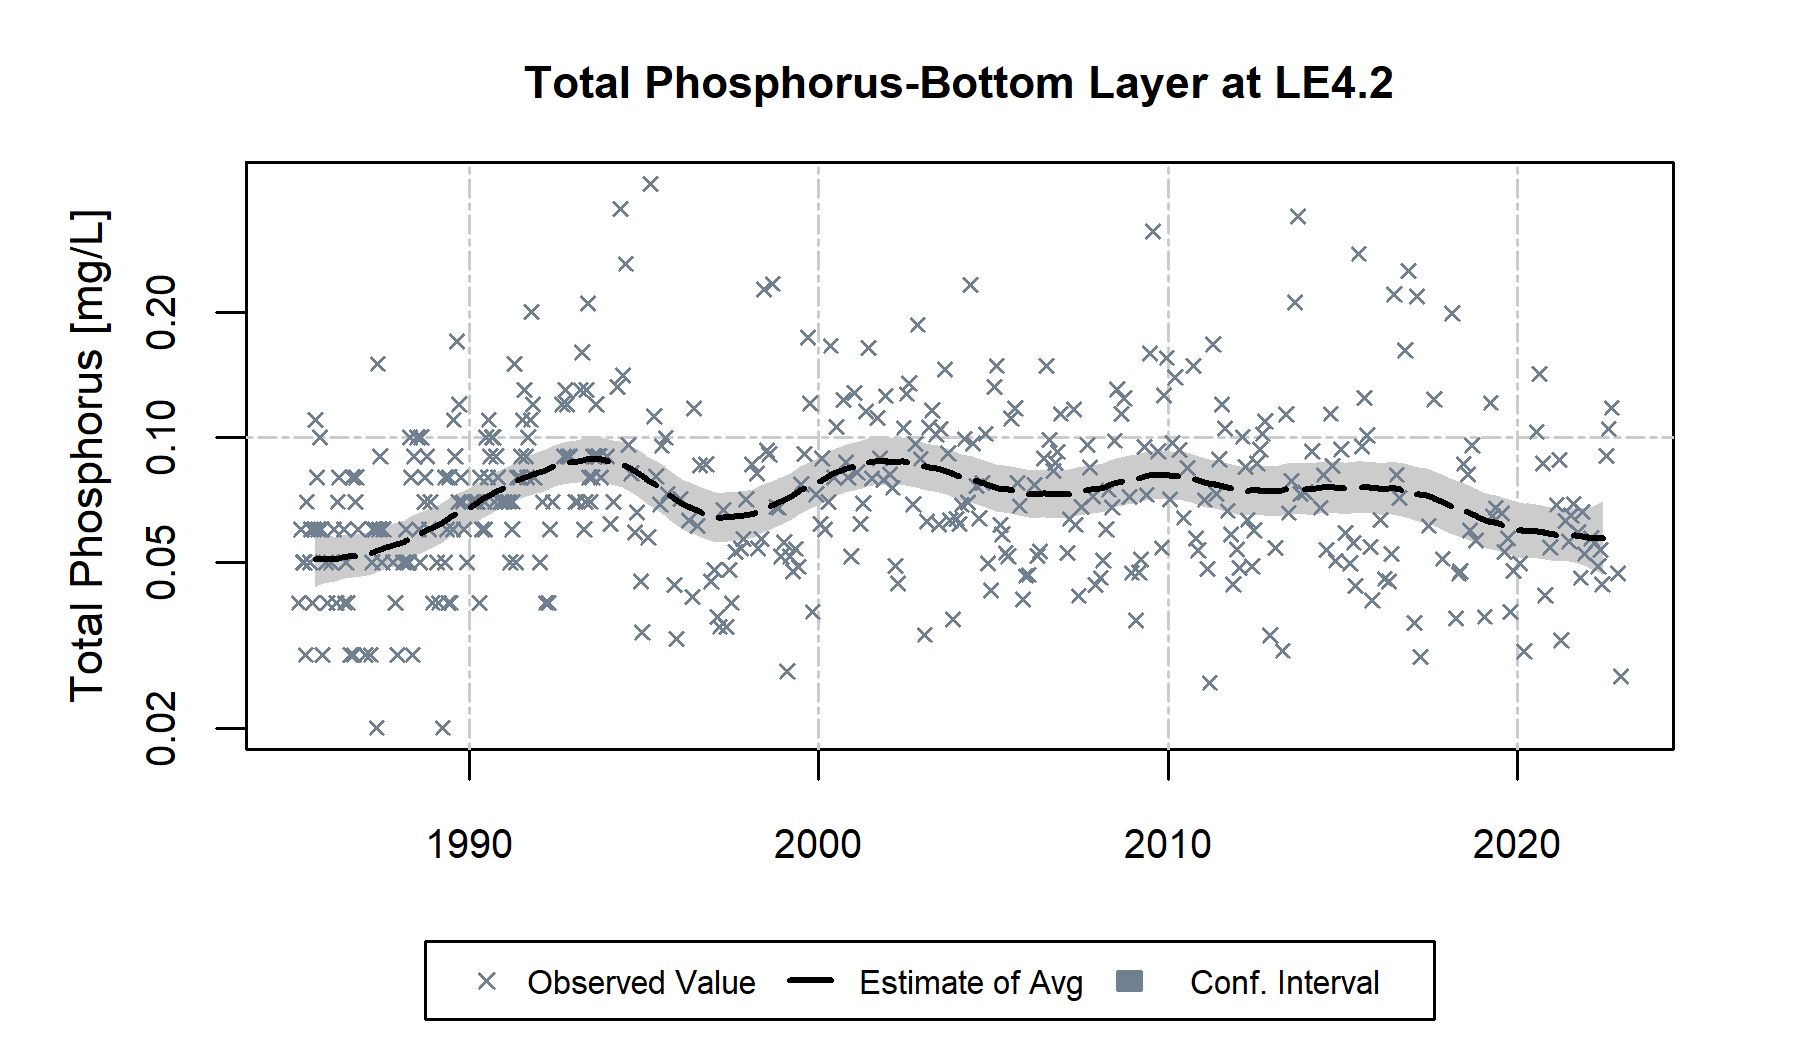 Total Phosphorus-Bottom Layer at LE4.2
Total Phosphorus [mg/L]
0.20
0.10
0.05
0.02
1990 2000 2010 2020
Observed Value Estimate of Avg Conf. Interval